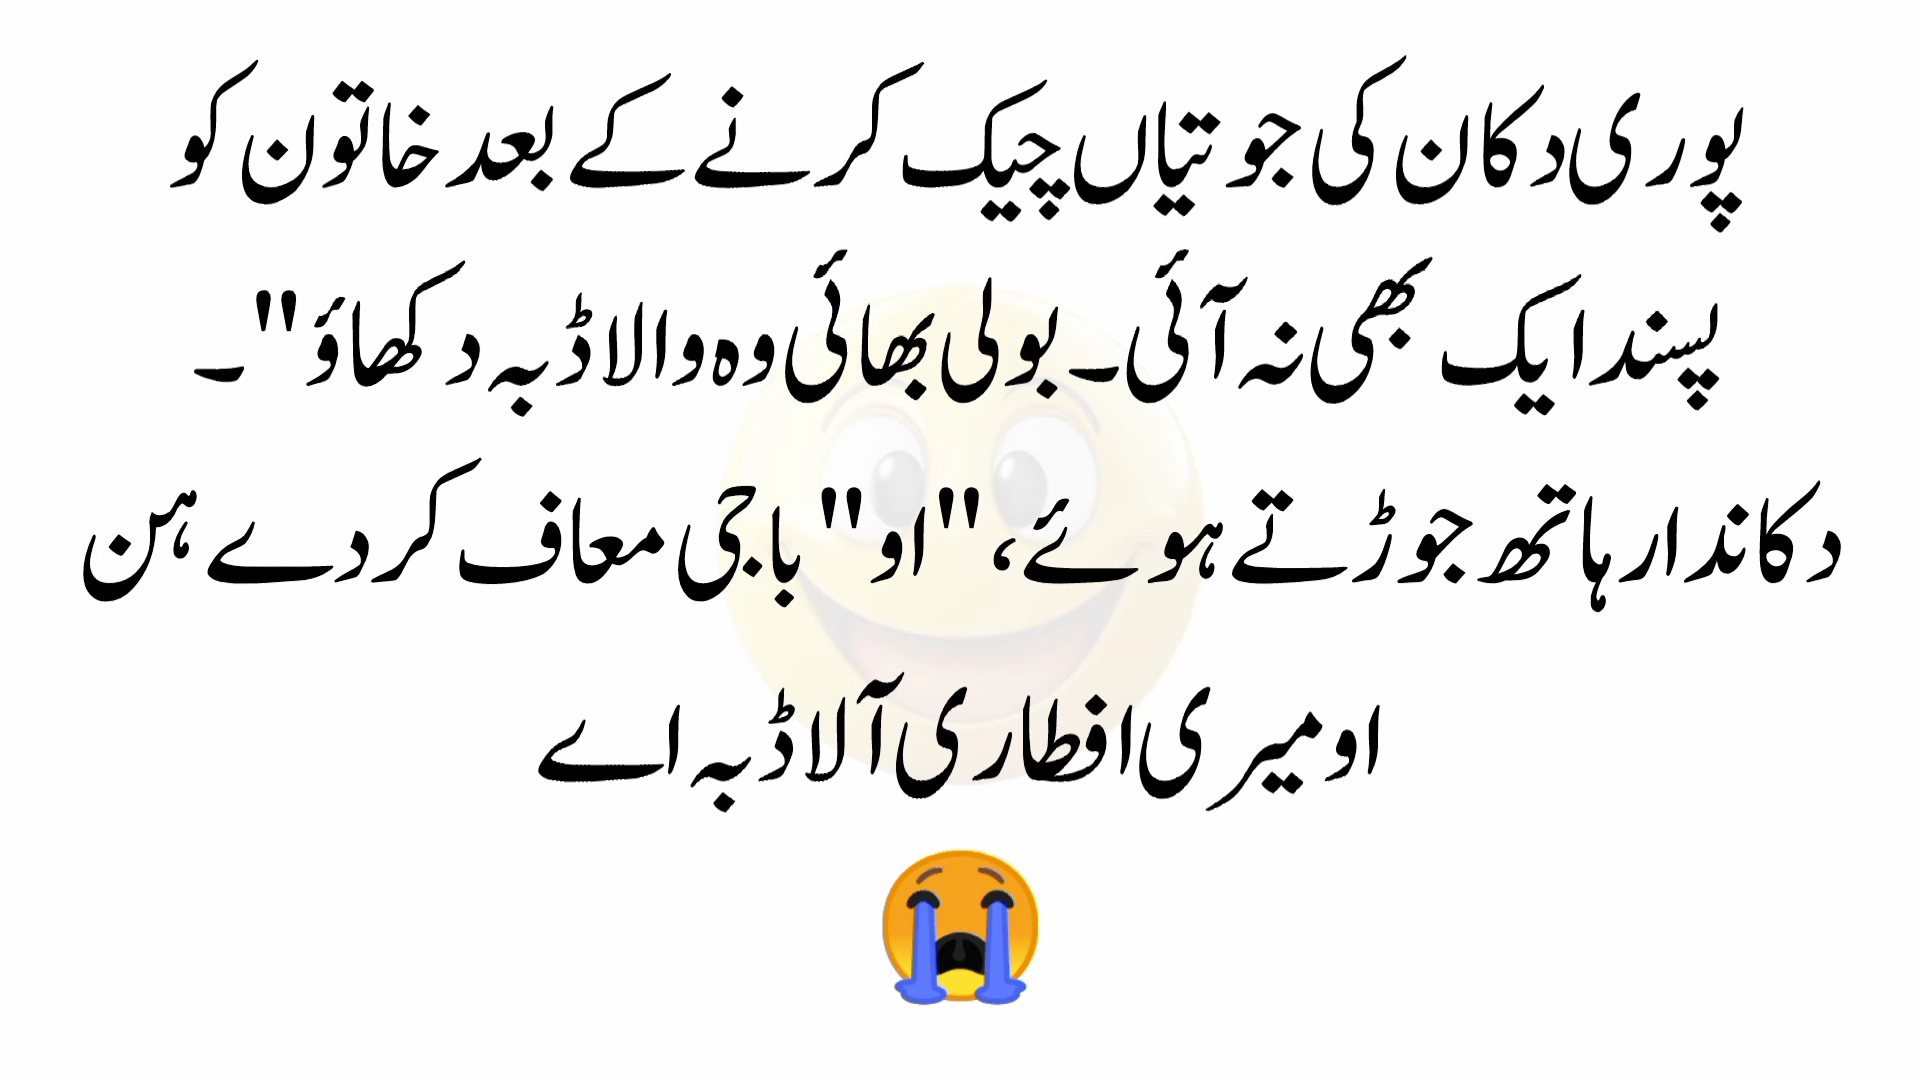 پوری دکان کی جوتیاں چیک کرنے کے بعد خاتون کو
پسند ایک بھی نہ آئی۔ بولی بھائی وہ والا ڈبہ دکھاؤ"۔
دکاندار ہاتھ جوڑتے ہوئے، "او" باجی معاف کر دے ہن
او میری افطاری آلا ڈبہ اے
😭